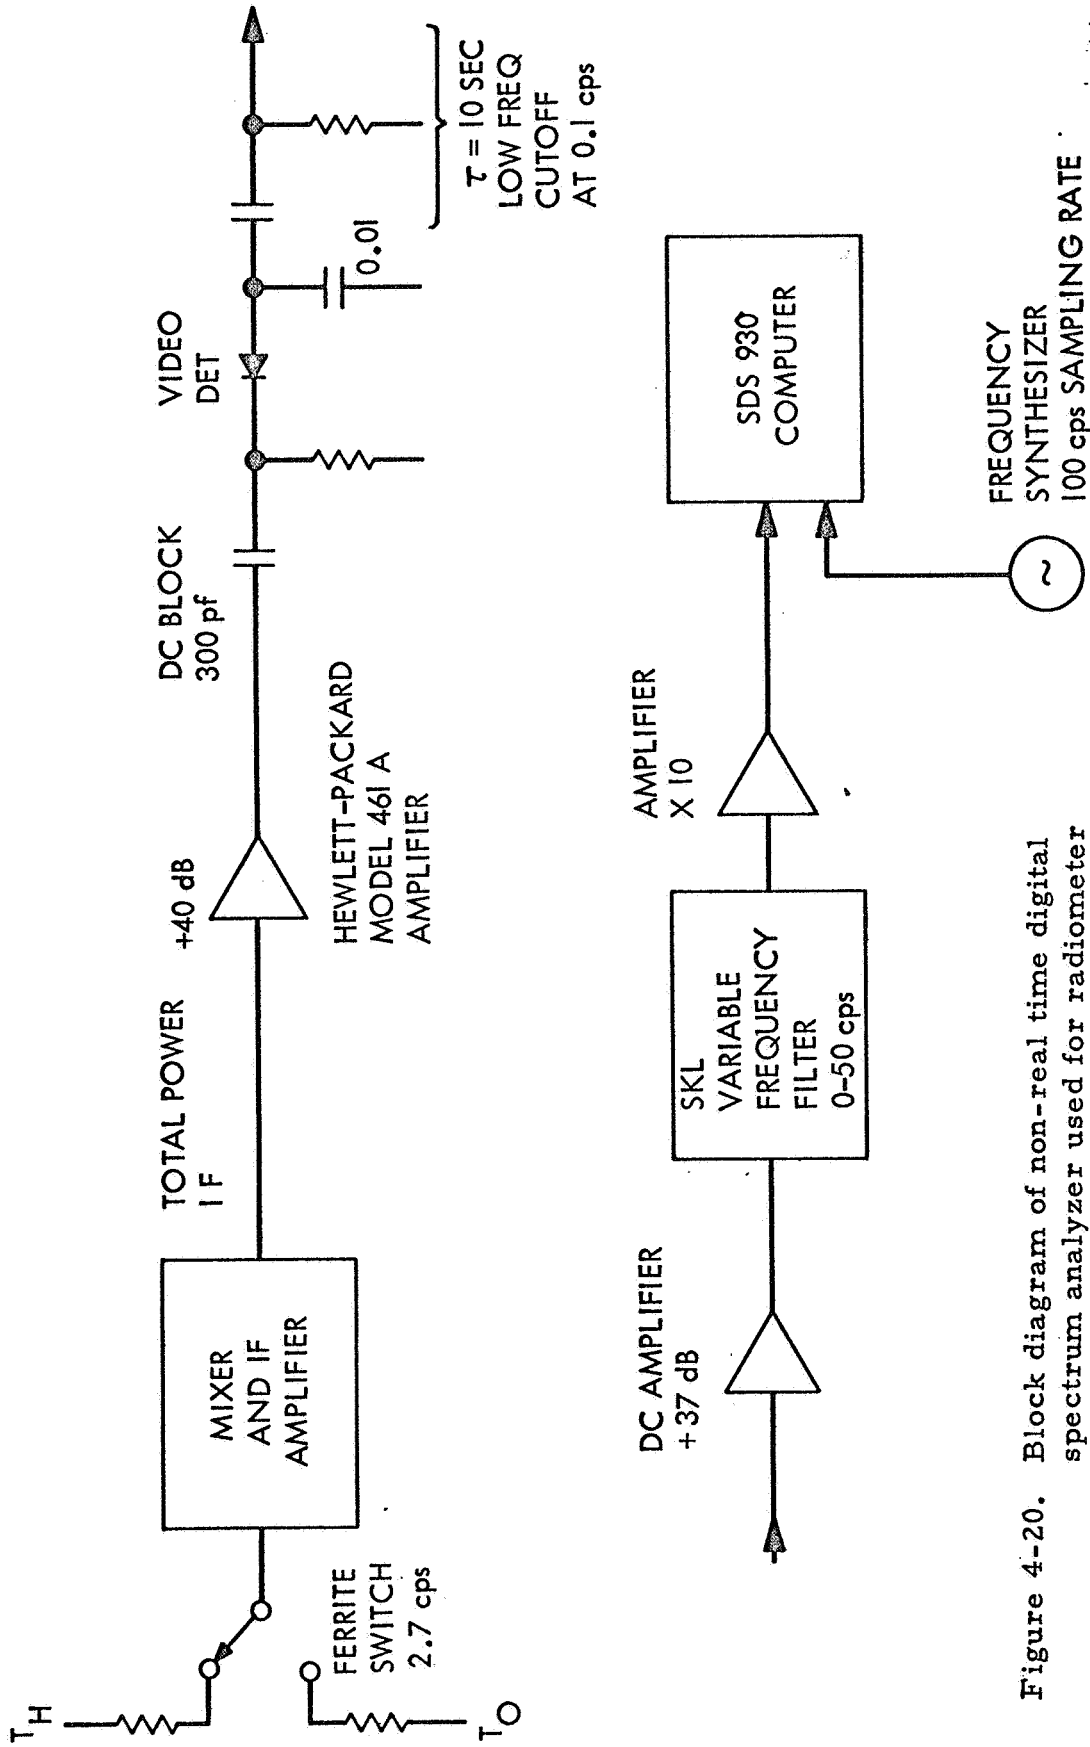 T H
T O
FERRITE
SWITCH
2.7 cps
MIXER
AND IF
AMPLIFIER
TOTAL POWER
I F
+40 dB
HEWLETT-PACKARD
MODEL 461 A
AMPLIFIER
DC BLOCK
300 pf
VIDEO
DET
0.01
τ = 10 SEC
LOW FREQ
CUTOFF
AT 0.1 cps
DC AMPLIFIER
+37 dB
SKL
VARIABLE
FREQUENCY
FILTER
0-50 cps
AMPLIFIER
X 10
SDS 930
COMPUTER
~
FREQUENCY
SYNTHESIZER
100 cps SAMPLING RATE
Figure 4-20. Block diagram of non-real time digital
spectrum analyzer used for radiometer